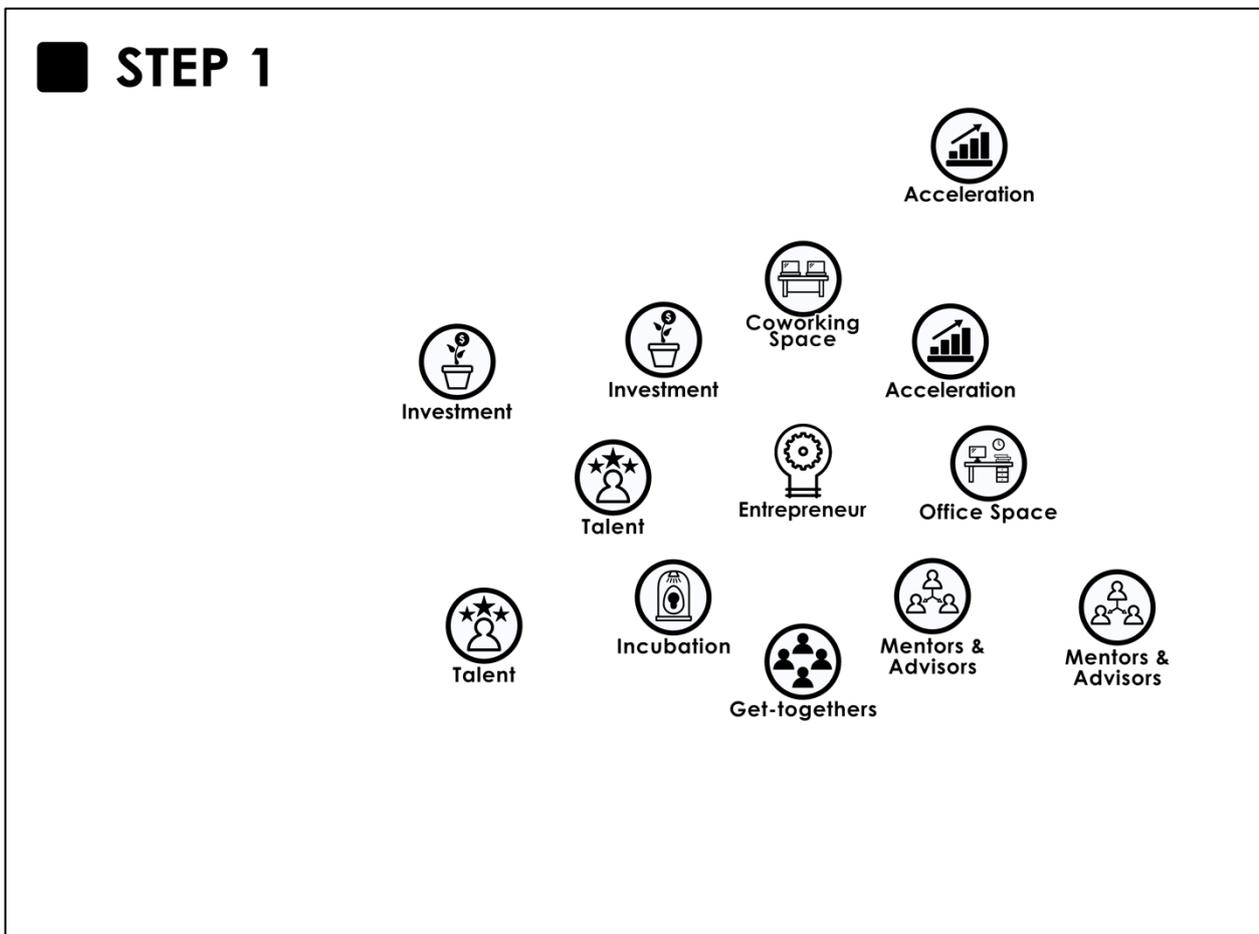 STEP 1
Acceleration
Coworking
Space
Investment
Acceleration
Investment
Entrepreneur
Office Space
Talent
Incubation
Mentors &
Advisors
Mentors &
Advisors
Talent
Get-togethers